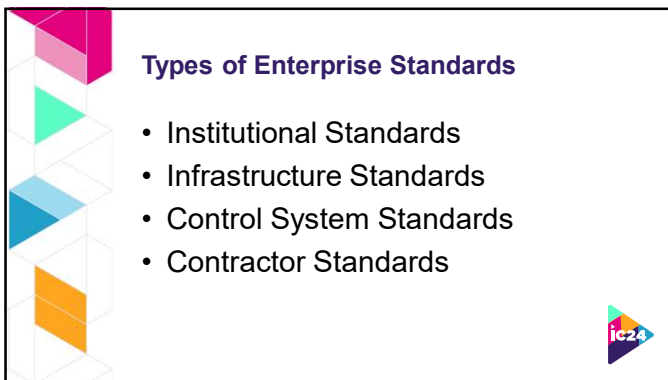 Types of Enterprise Standards
• Institutional Standards
• Infrastructure Standards
• Control System Standards
• Contractor Standards
ic24